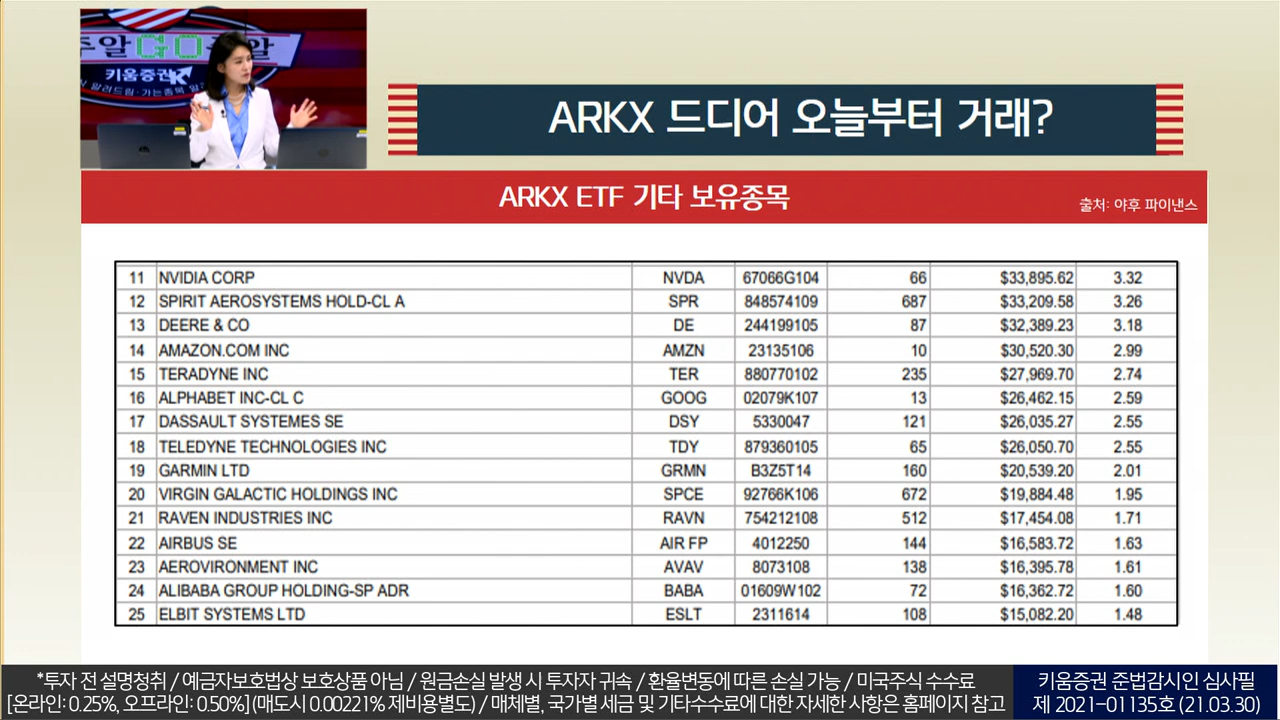 주알GO주알
키움증권
ARKX 드디어 오늘부터 거래?
ARKX ETF 기타 보유종목
출처: 야후 파이낸스
11 NVIDIA CORP NVDA 67066G104 66 $33,895.62 3.32
12 SPIRIT AEROSYSTEMS HOLD-CL A SPR 848574109 687 $33,209.58 3.26
13 DEERE & CO DE 244199105 87 $32,389.23 3.18
14 AMAZON.COM INC AMZN 23135106 10 $30,520.30 2.99
15 TERADYNE INC TER 880770102 235 $27,969.70 2.74
16 ALPHABET INC-CL C GOOG 02079K107 13 $26,462.15 2.59
17 DASSAULT SYSTEMES SE DSY 5330047 121 $26,035.27 2.55
18 TELEDYNE TECHNOLOGIES INC TDY 879360105 65 $26,050.70 2.55
19 GARMIN LTD GRMN B3Z5T14 160 $20,539.20 2.01
20 VIRGIN GALACTIC HOLDINGS INC SPCE 92766K106 672 $19,884.48 1.95
21 RAVEN INDUSTRIES INC RAVN 754212108 512 $17,454.08 1.71
22 AIRBUS SE AIR FP 4012250 144 $16,583.72 1.63
23 AEROVIRONMENT INC AVAV 8073108 138 $16,395.78 1.61
24 ALIBABA GROUP HOLDING-SP ADR BABA 01609W102 72 $16,362.72 1.60
25 ELBIT SYSTEMS LTD ESLT 2311614 108 $15,082.20 1.48
*투자 전 설명청취 / 예금자보호법상 보호상품 아님 / 원금손실 발생 시 투자자 귀속 / 환율변동에 따른 손실 가능 / 미국주식 수수료
[온라인: 0.25%, 오프라인: 0.50%] (매도시 0.00221% 제비용별도) / 매체별, 국가별 세금 및 기타수수료에 대한 자세한 사항은 홈페이지 참고
키움증권 준법감시인 심사필
제 2021-01135호 (21.03.30)